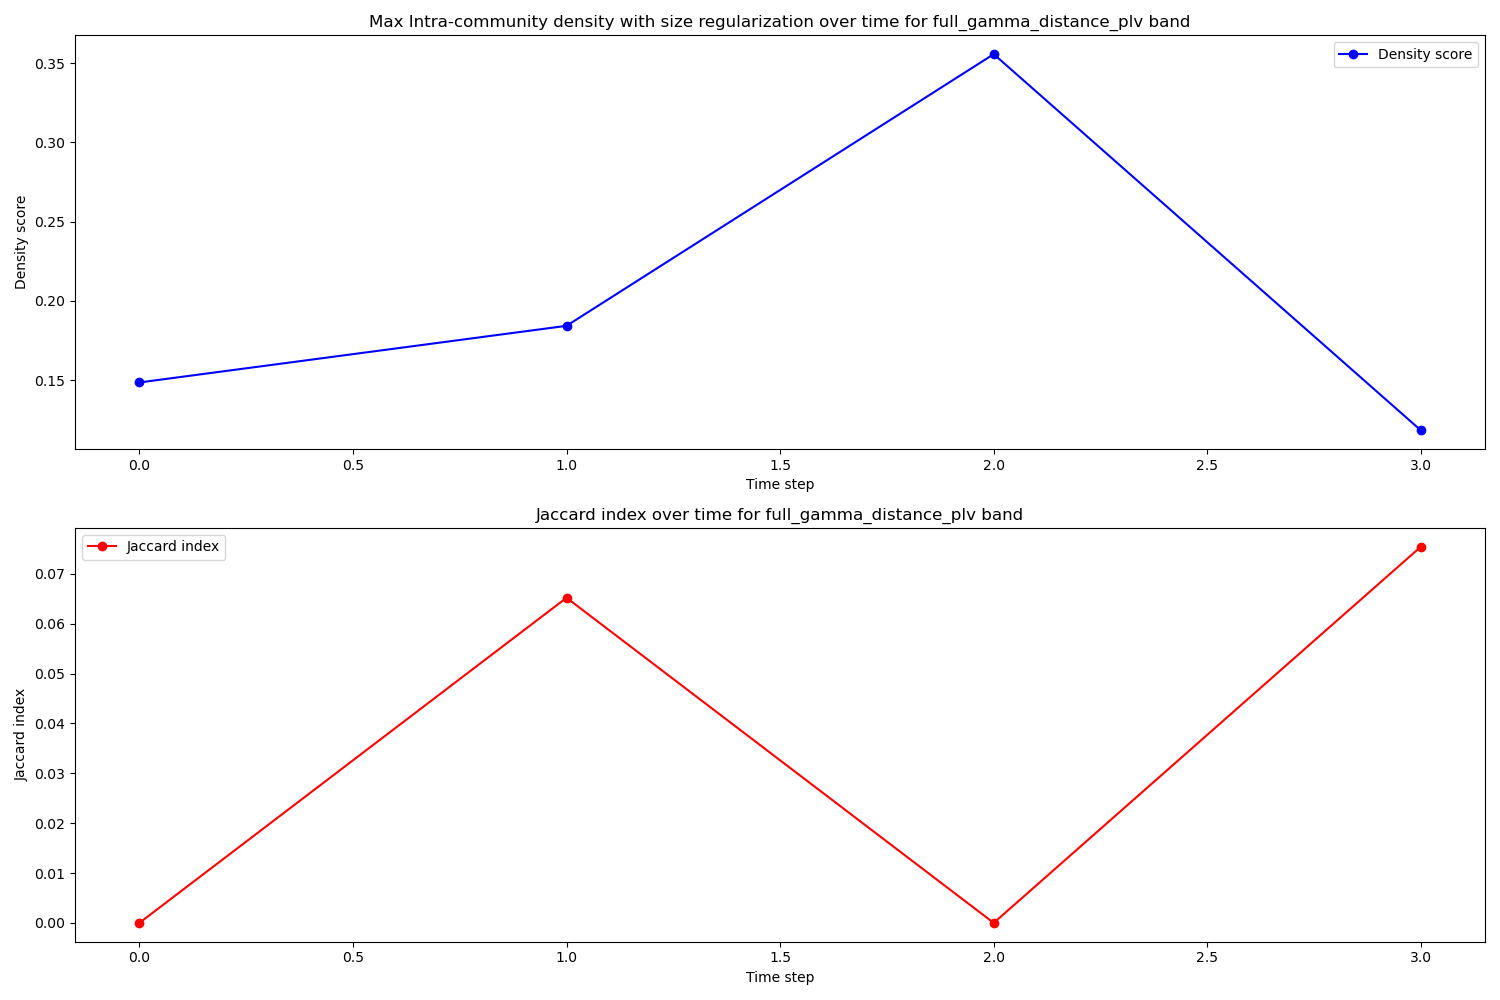 Max Intra-community density with size regularization over time for full_gamma_distance_plv band
Density score
0.35
0.30
0.25
0.20
0.15
Density score
0.0 0.5 1.0 1.5 2.0 2.5 3.0
Time step
Jaccard index over time for full_gamma_distance_plv band
Jaccard index
0.07
0.06
0.05
0.04
0.03
0.02
0.01
0.00
Jaccard index
0.0 0.5 1.0 1.5 2.0 2.5 3.0
Time step